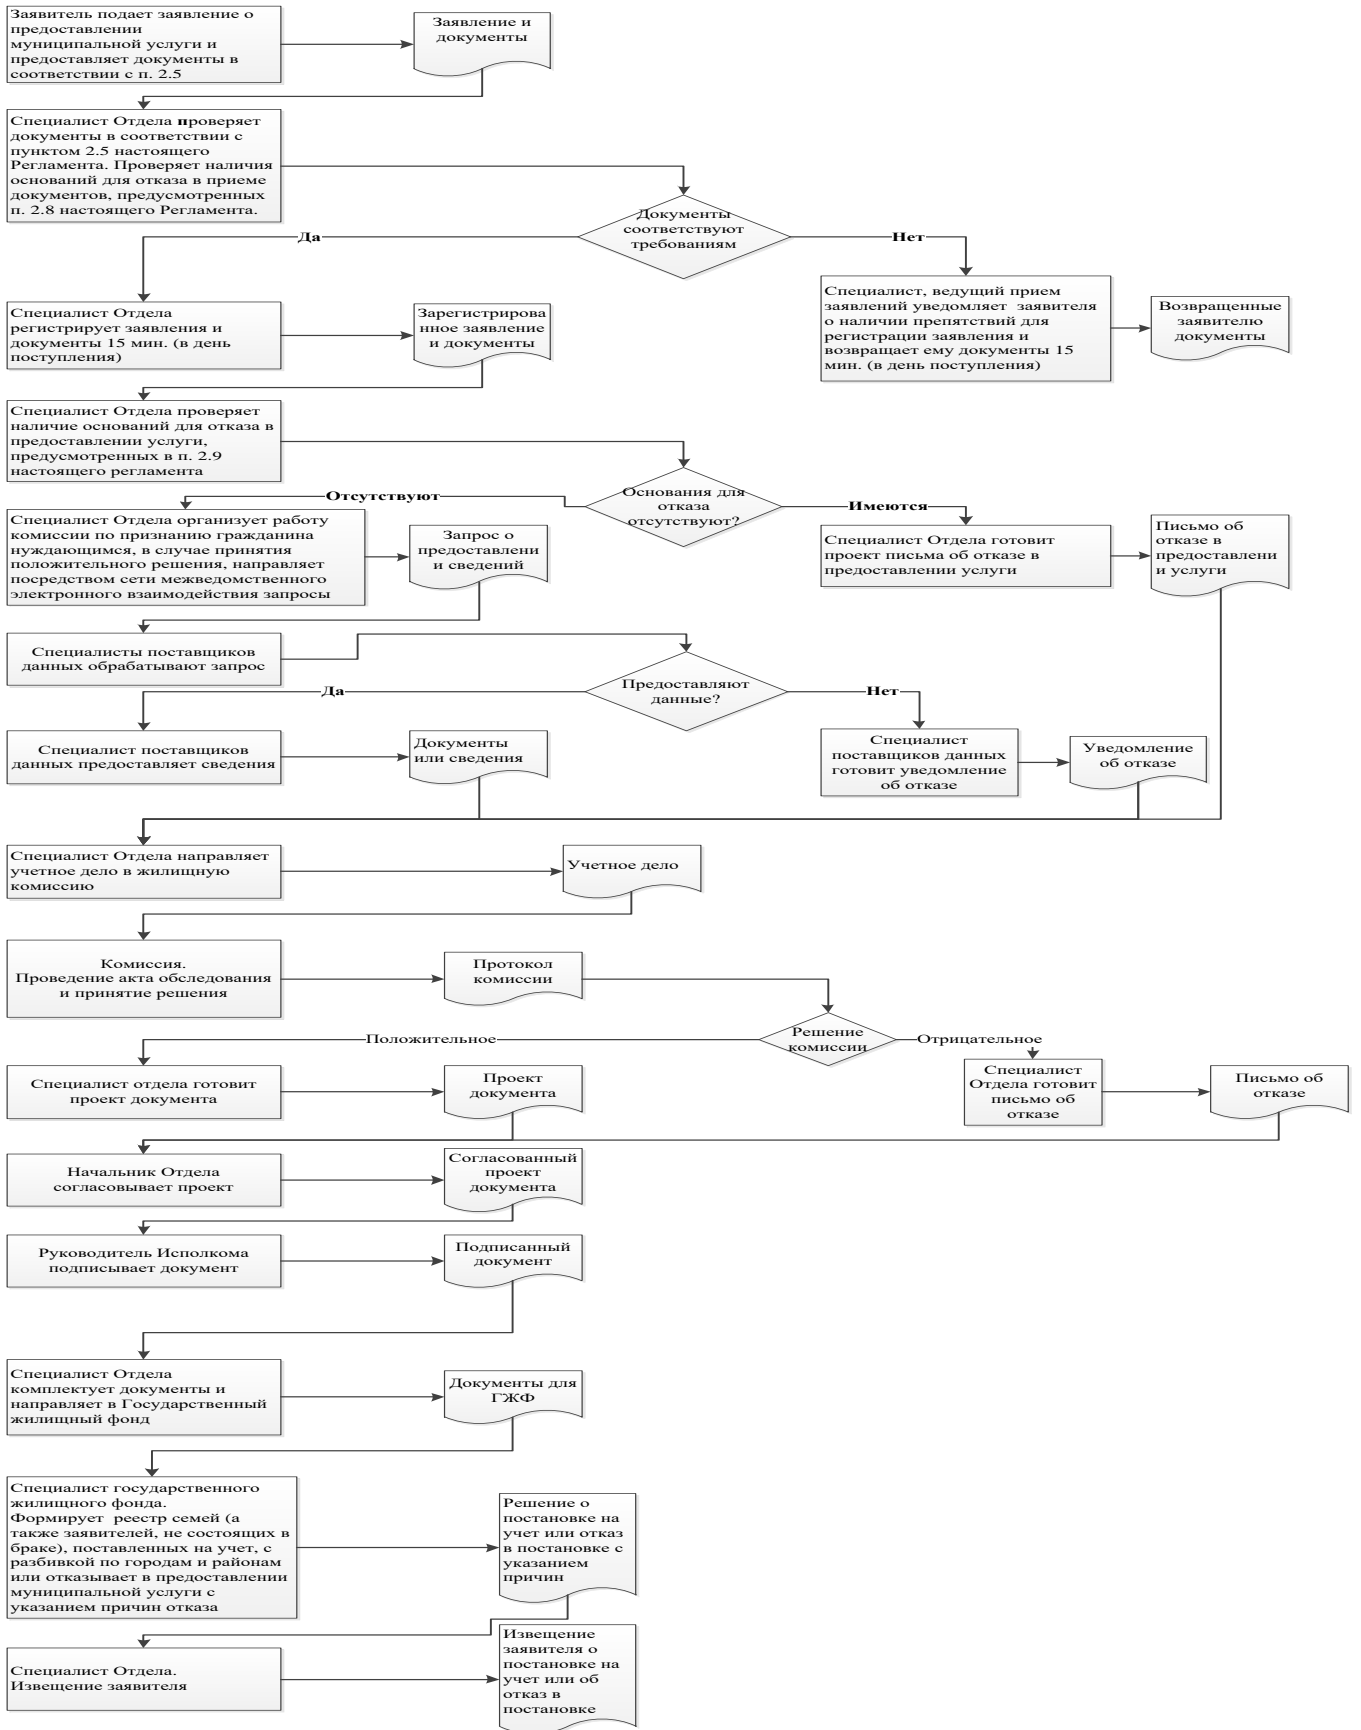 Заявитель подает заявление о
предоставлении
муниципальной услуги и
предоставляет документы в
соответствии с п. 2.5
Заявление и
документы
Специалист Отдела проверяет
документы в соответствии с
пунктом 2.5 настоящего
Регламента. Проверяет наличия
оснований для отказа в приеме
документов, предусмотренных
п. 2.8 настоящего Регламента.
Документы
соответствуют
требованиям
Да
Нет
Специалист Отдела
регистрирует заявления и
документы 15 мин. (в день
поступления)
Зарегистрирова
нное заявление
и документы
Специалист, ведущий прием
заявлений уведомляет  заявителя
о наличии препятствий для
регистрации заявления и
возвращает ему документы 15
мин. (в день поступления)
Возвращенные
заявителю
документы
Специалист Отдела проверяет
наличие оснований для отказа в
предоставлении услуги,
предусмотренных в п. 2.9
настоящего регламента
Основания для
отказа
отсутствуют?
Отсутствуют
Имеются
Специалист Отдела организует работу
комиссии по признанию гражданина
нуждающимся, в случае принятия
положительного решения, направляет
посредством сети межведомственного
электронного взаимодействия запросы
Запрос о
предоставлени
и сведений
Специалист Отдела готовит
проект письма об отказе в
предоставлении услуги
Письмо об
отказе в
предоставлени
и услуги
Специалисты поставщиков
данных обрабатывают запрос
Предоставляют
данные?
Да
Нет
Специалист поставщиков
данных предоставляет сведения
Документы
или сведения
Специалист
поставщиков данных
готовит уведомление
об отказе
Уведомление
об отказе
Специалист Отдела направляет
учетное дело в жилищную
комиссию
Учетное дело
Комиссия.
Проведение акта обследования
и принятие решения
Протокол
комиссии
Решение
комиссии
Положительное
Отрицательное
Специалист отдела готовит
проект документа
Проект
документа
Специалист
Отдела готовит
письмо об
отказе
Письмо об
отказе
Начальник Отдела
согласовывает проект
Согласованный
проект
документа
Руководитель Исполкома
подписывает документ
Подписанный
документ
Специалист Отдела
комплектует документы и
направляет в Государственный
жилищный фонд
Документы для
ГЖФ
Специалист государственного
жилищного фонда.
Формирует  реестр семей (а
также заявителей, не состоящих в
браке), поставленных на учет, с
разбивкой по городам и районам
или отказывает в предоставлении
муниципальной услуги с
указанием причин отказа
Решение о
постановке на
учет или отказ
в постановке с
указанием
причин
Специалист Отдела.
Извещение заявителя
Извещение
заявителя о
постановке на
учет или об
отказ в
постановке